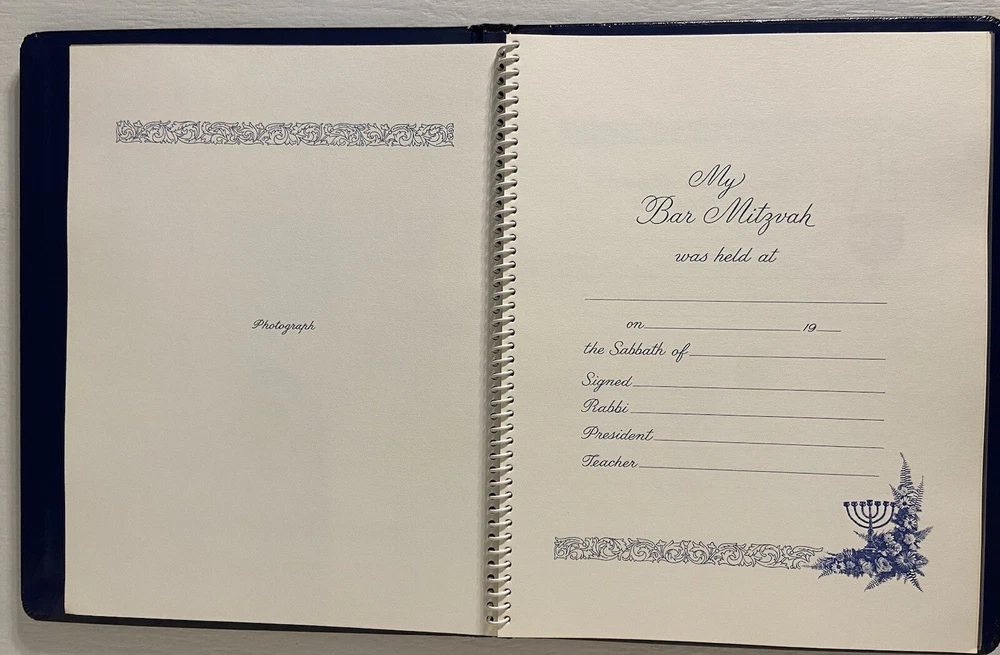 Photograph
My
Bar Mitzvah
was held at
on 19
the Sabbath of
Signed
Rabbi
President
Teacher